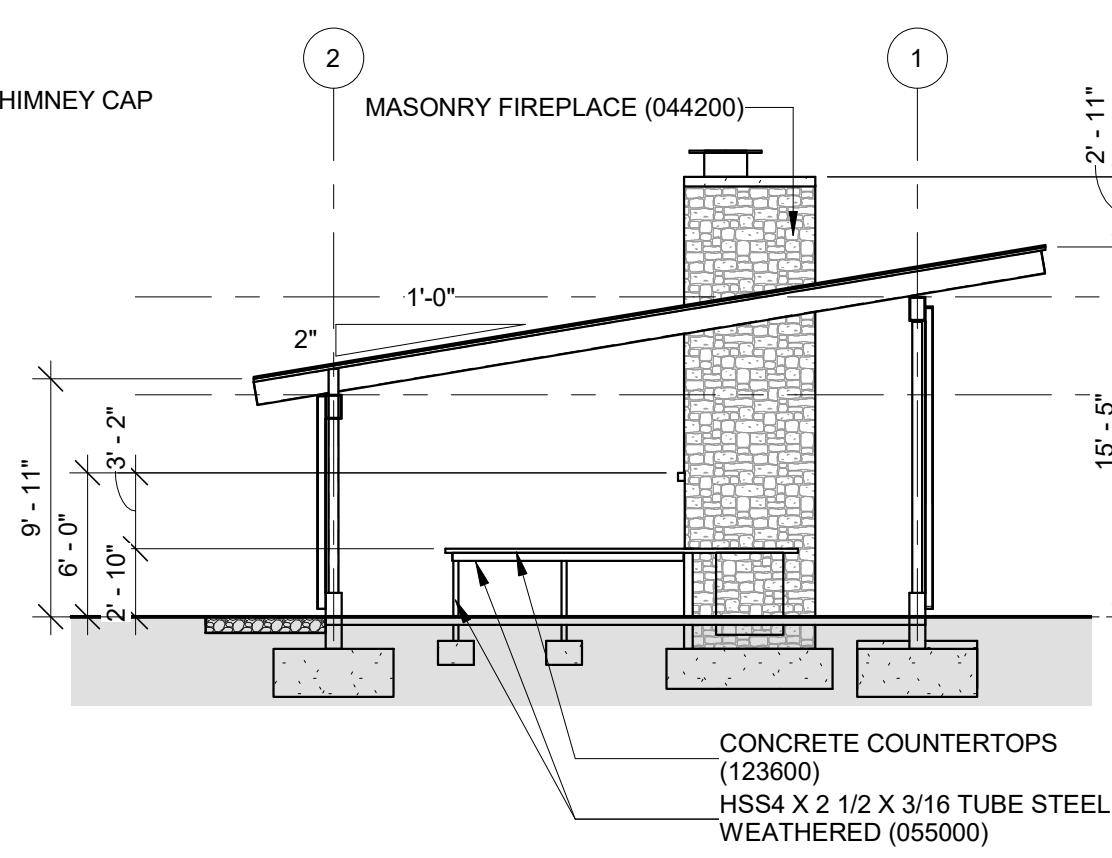 2
1
HIMNEY CAP
MASONRY FIREPLACE (044200)
2' - 11"
1'-0"
2"
15' - 5"
3' - 2"
9' - 11"
6' - 0"
2' - 10"
CONCRETE COUNTERTOPS
(123600)
HSS4 X 2 1/2 X 3/16 TUBE STEEL
WEATHERED (055000)